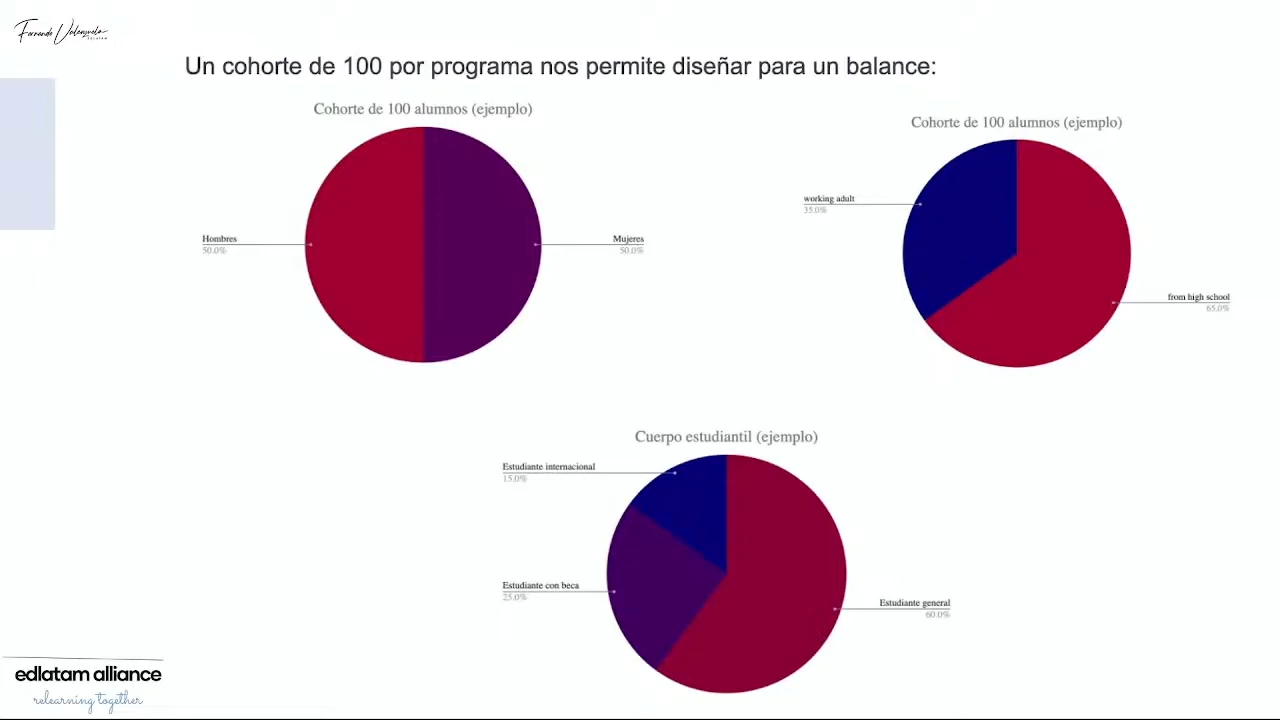 Fernando Valenzuela
Un cohorte de 100 por programa nos permite diseñar para un balance:
Cohorte de 100 alumnos (ejemplo)
Hombres
50.0%
Mujeres
50.0%
Cohorte de 100 alumnos (ejemplo)
working adult
35.0%
from high school
65.0%
Cuerpo estudiantil (ejemplo)
Estudiante internacional
15.0%
Estudiante con beca
25.0%
Estudiante general
60.0%
edlatam alliance
relearning together